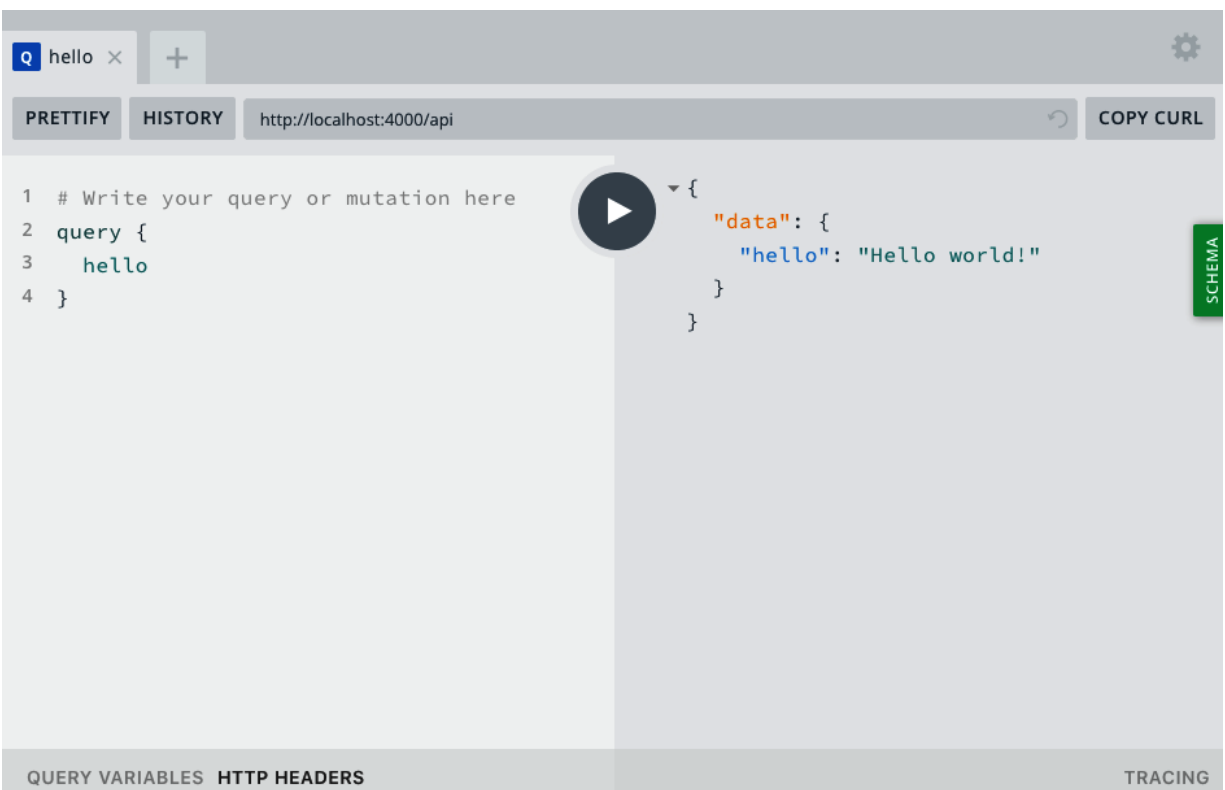 Q hello × +
PRETTIFY HISTORY http://localhost:4000/api COPY CURL
1 # Write your query or mutation here
2 query {
3   hello
4 }
{
  "data": {
    "hello": "Hello world!"
  }
}
SCHEMA
QUERY VARIABLES HTTP HEADERS
TRACING